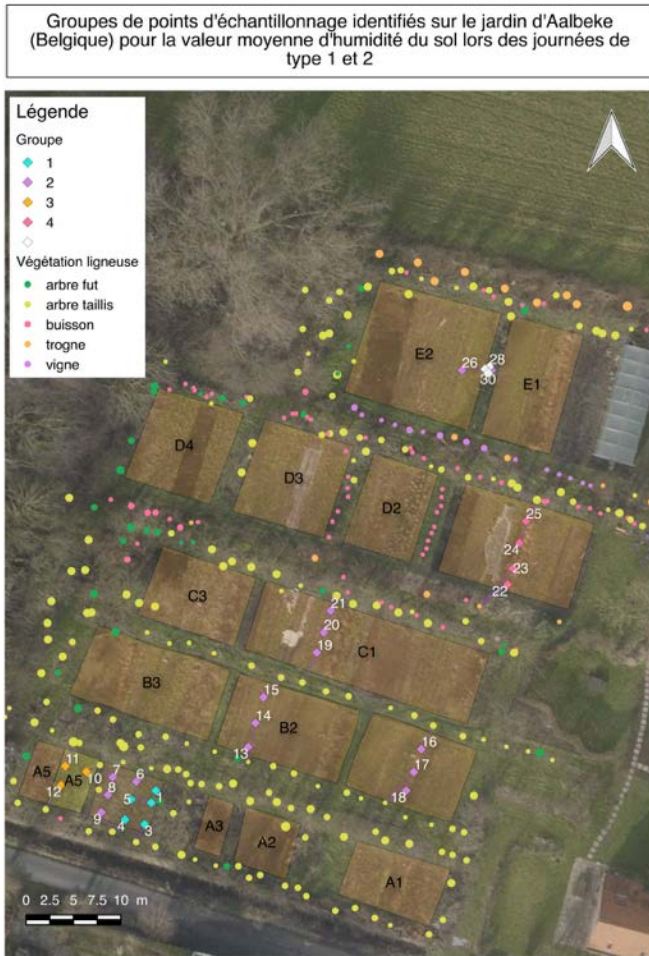 Groupes de points d'échantillonnage identifiés sur le jardin d'Aalbeke
(Belgique) pour la valeur moyenne d'humidité du sol lors des journées de
type 1 et 2
Légende
Groupe
1
2
3
4
Végétation ligneuse
arbre fut
arbre taillis
buisson
trogne
vigne
E2
26
28
30
E1
D4
D3
D2
25
24
23
22
C3
21
20
19
C1
B3
15
14
13
B2
16
17
18
A5
11
10
A5
12
7
6
8
5
1
9
4
3
A3
A2
A1
0 2.5 5 7.5 10 m